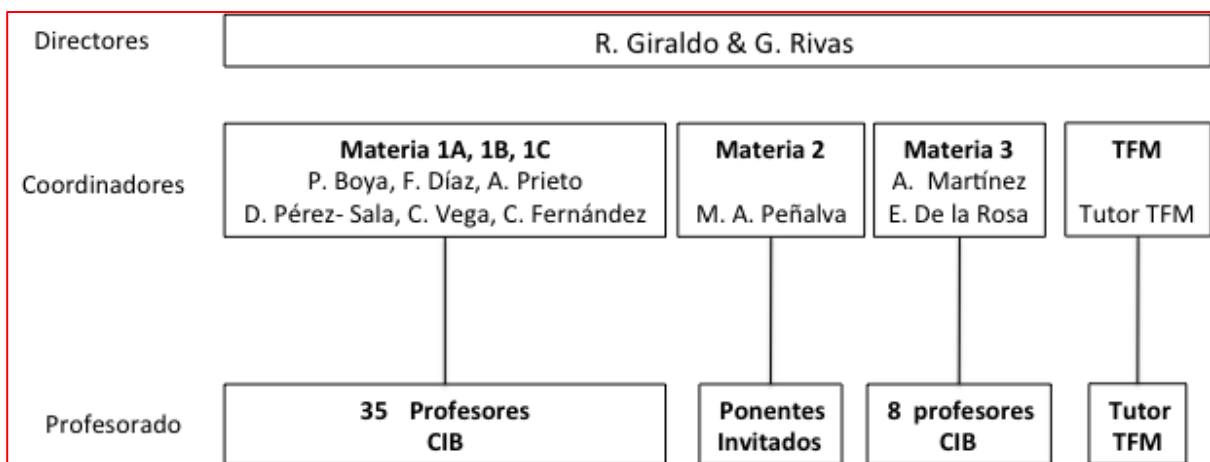 Directores
R. Giraldo & G. Rivas
Coordinadores
Materia 1A, 1B, 1C
P. Boya, F. Díaz, A. Prieto
D. Pérez- Sala, C. Vega, C. Fernández
Materia 2
M. A. Peñalva
Materia 3
A. Martínez
E. De la Rosa
TFM
Tutor TFM
Profesorado
35 Profesores
CIB
Ponentes
Invitados
8 profesores
CIB
Tutor
TFM